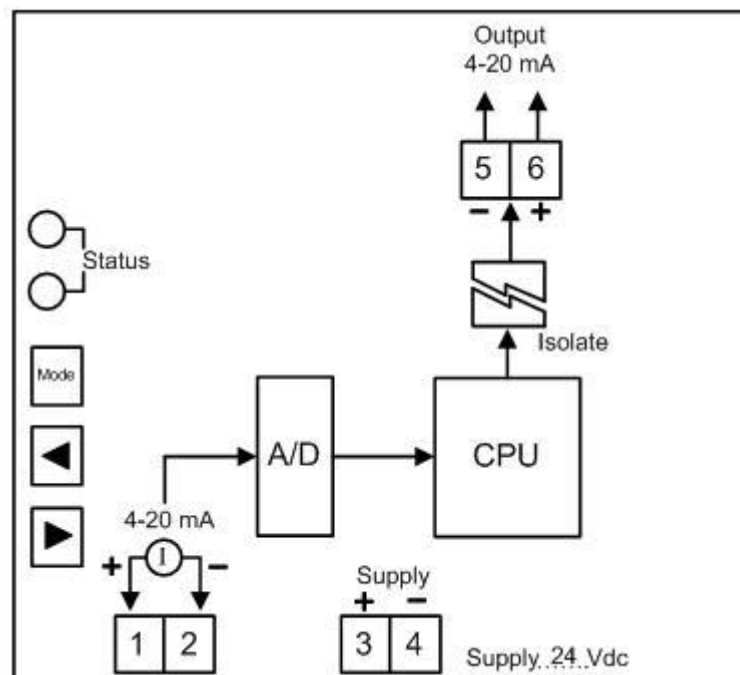 Output
4-20 mA
5 6
- +
Status
Isolate
Mode
A/D
CPU
4-20 mA
+ I -
Supply
+ -
1 2
3 4
Supply...24..Vdc